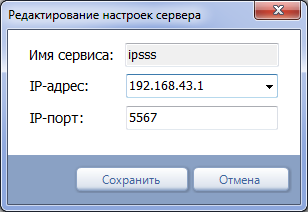 Редактирование настроек сервера
Имя сервиса: ipsss
IP-адрес: 192.168.43.1
IP-порт: 5567
Сохранить Отмена